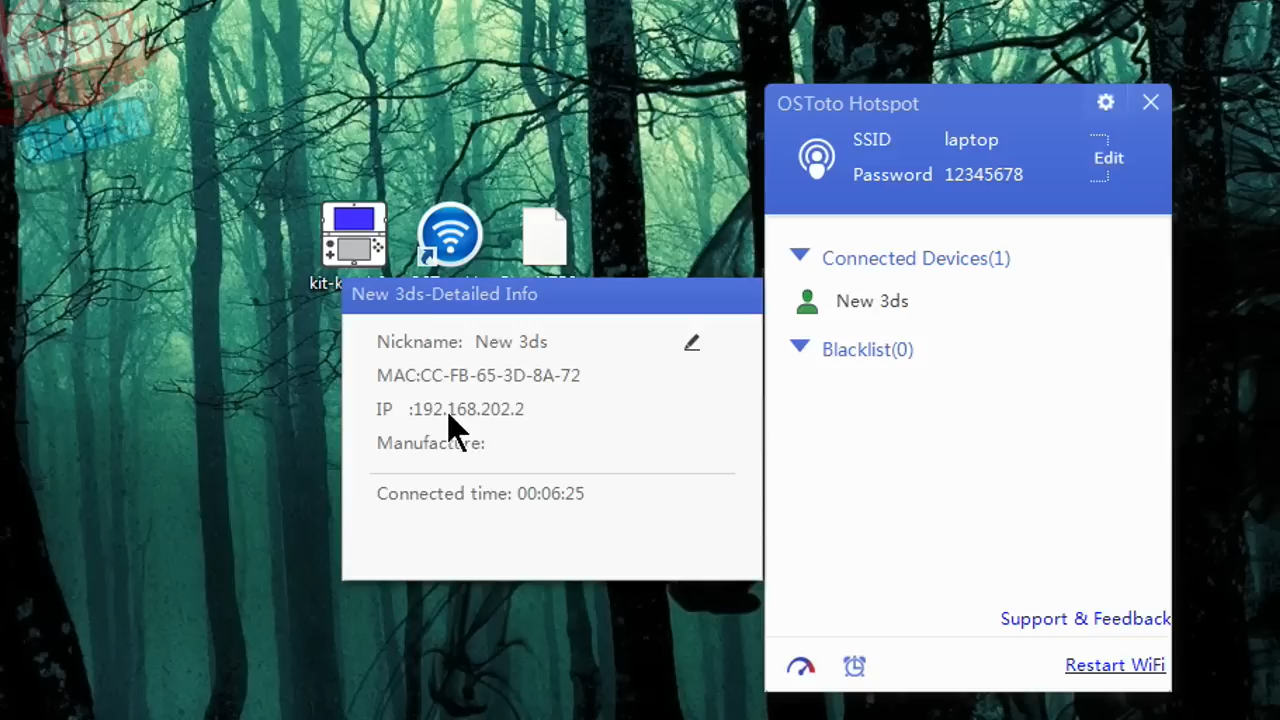 OSToto Hotspot
SSID laptop
Edit
Password 12345678
Connected Devices(1)
New 3ds
Blacklist(0)
Support & Feedback
Restart WiFi
kit-k
New 3ds-Detailed Info
Nickname: New 3ds
MAC:CC-FB-65-3D-8A-72
IP :192.168.202.2
Manufacture:
Connected time: 00:06:25